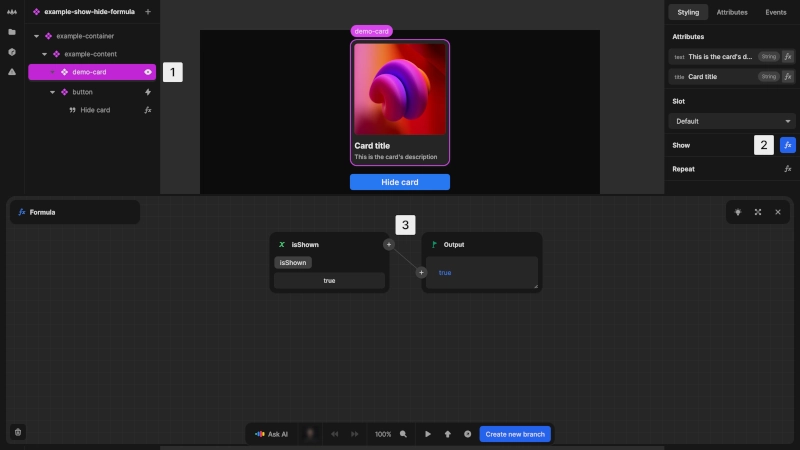 example-show-hide-formula
example-container
example-content
demo-card
button
Hide card
1
demo-card
Card title
This is the card's description
Hide card
Styling
Attributes
Events
Attributes
text This is the card's d... String
title Card title String
Slot
Default
Show
2
Repeat
Formula
3
isShown
isShown
true
Output
true
Ask AI
100%
Create new branch